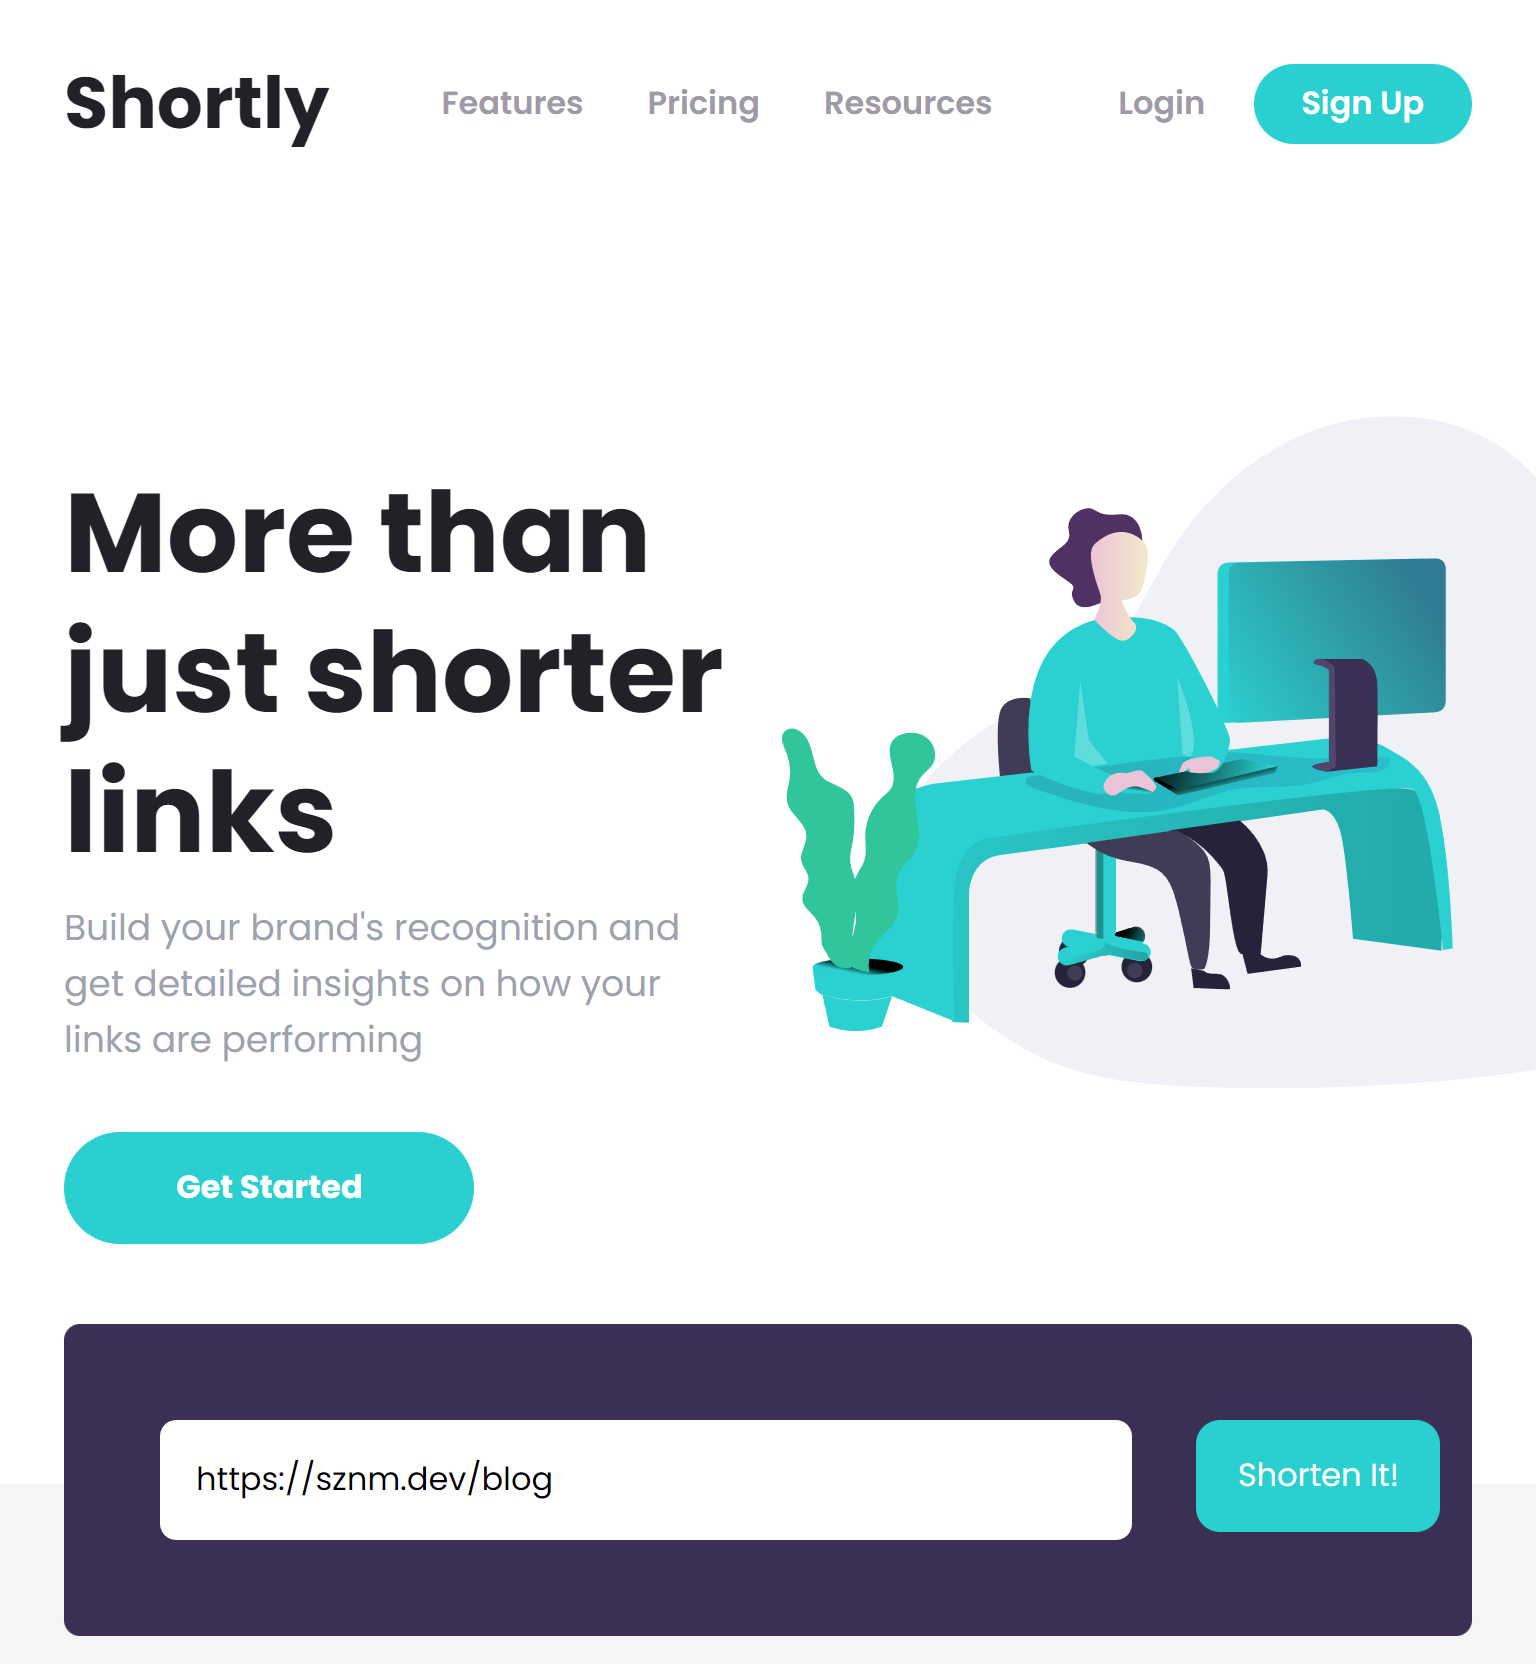 Shortly
Features
Pricing
Resources
Login
Sign Up
More than
just shorter
links
Build your brand's recognition and
get detailed insights on how your
links are performing
Get Started
https://sznm.dev/blog
Shorten It!